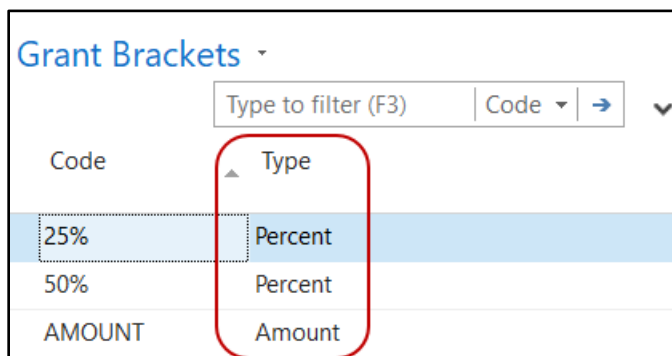 Grant Brackets
Type to filter (F3) Code
Code Type
25% Percent
50% Percent
AMOUNT Amount